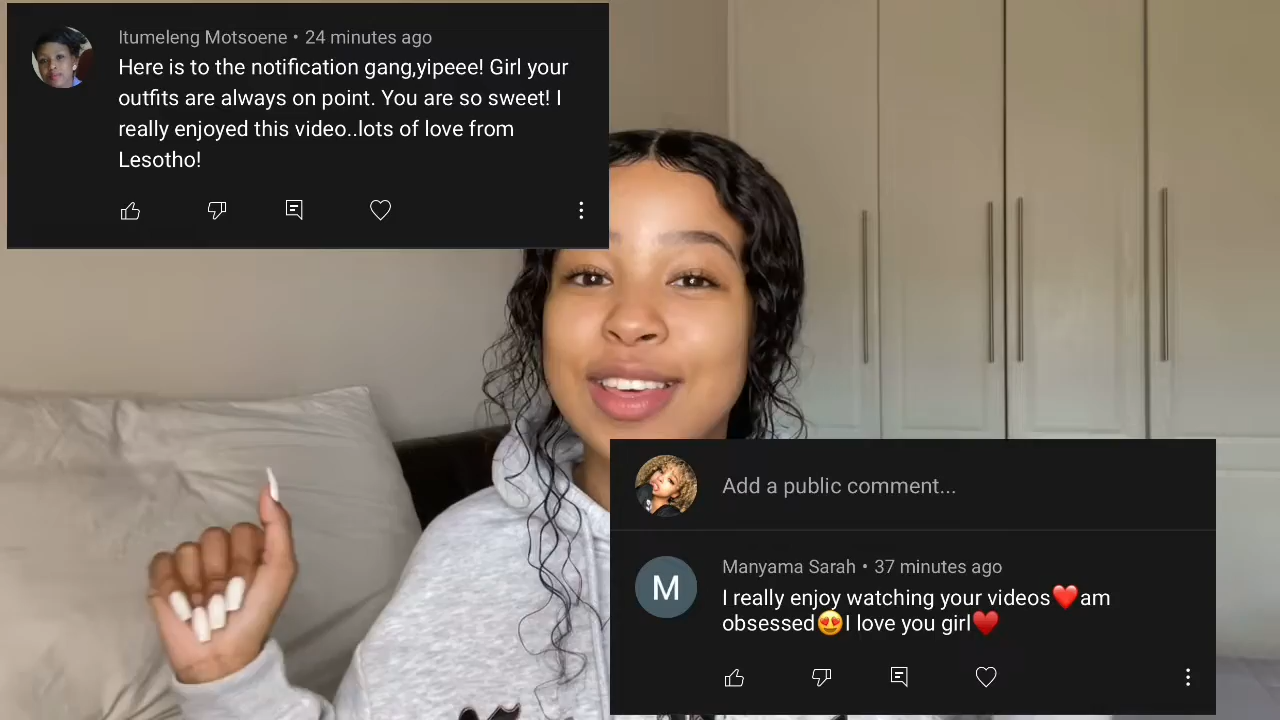 Itumeleng Motsoene • 24 minutes ago
Here is to the notification gang,yipeee! Girl your
outfits are always on point. You are so sweet! I
really enjoyed this video..lots of love from
Lesotho!
Add a public comment...
M
Manyama Sarah • 37 minutes ago
I really enjoy watching your videos❤️am
obsessed😍I love you girl♥️